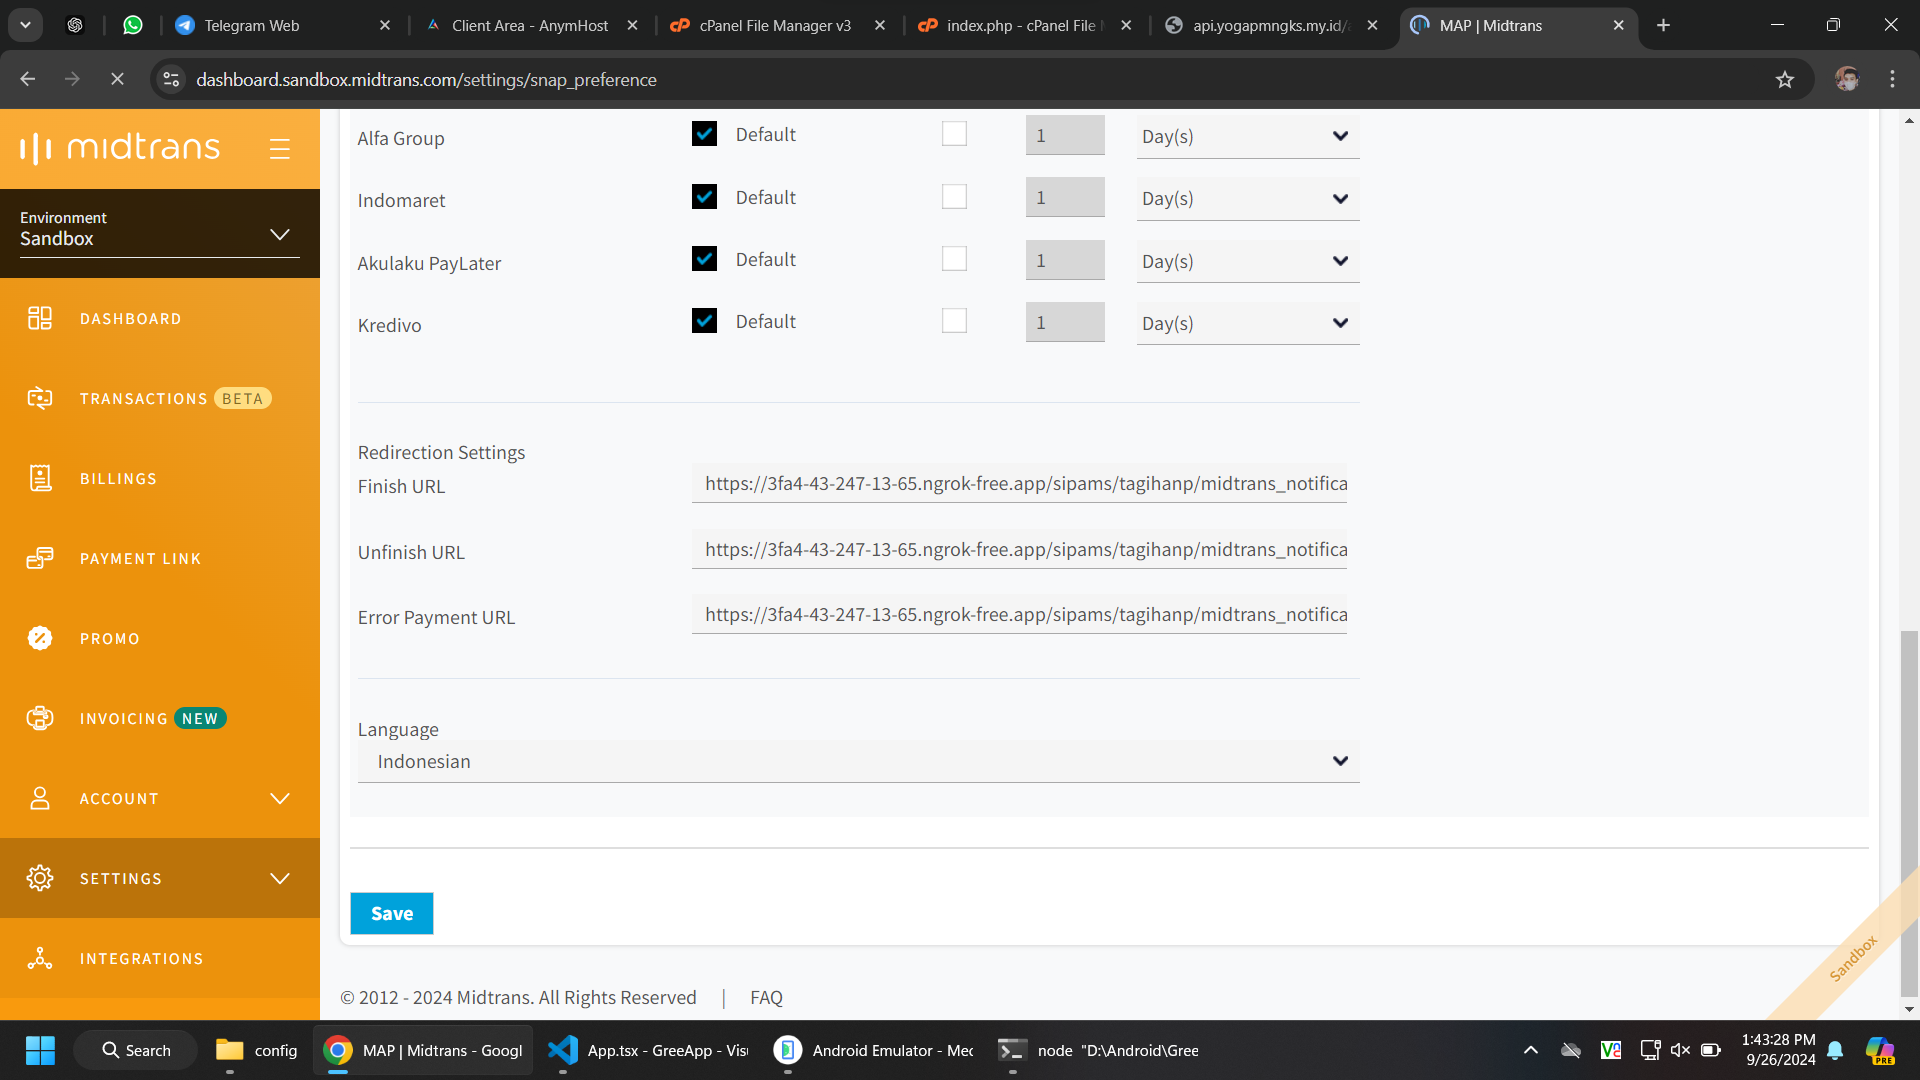 Telegram Web
Client Area - AnymHost
cPanel File Manager v3
index.php - cPanel File
api.yogapmngks.my.id/
MAP | Midtrans
dashboard.sandbox.midtrans.com/settings/snap_preference
midtrans
Environment
Sandbox
DASHBOARD
TRANSACTIONS BETA
BILLINGS
PAYMENT LINK
PROMO
INVOICING NEW
ACCOUNT
SETTINGS
INTEGRATIONS
Alfa Group Default 1 Day(s)
Indomaret Default 1 Day(s)
Akulaku PayLater Default 1 Day(s)
Kredivo Default 1 Day(s)
Redirection Settings
Finish URL https://3fa4-43-247-13-65.ngrok-free.app/sipams/tagihanp/midtrans_notifica
Unfinish URL https://3fa4-43-247-13-65.ngrok-free.app/sipams/tagihanp/midtrans_notifica
Error Payment URL https://3fa4-43-247-13-65.ngrok-free.app/sipams/tagihanp/midtrans_notifica
Language
Indonesian
Save
Sandbox
© 2012 - 2024 Midtrans. All Rights Reserved | FAQ
Search
config
MAP | Midtrans - Googl
App.tsx - GreeApp - Vis
Android Emulator - Mec
node "D:\Android\Gree
1:43:28 PM
9/26/2024
PRE